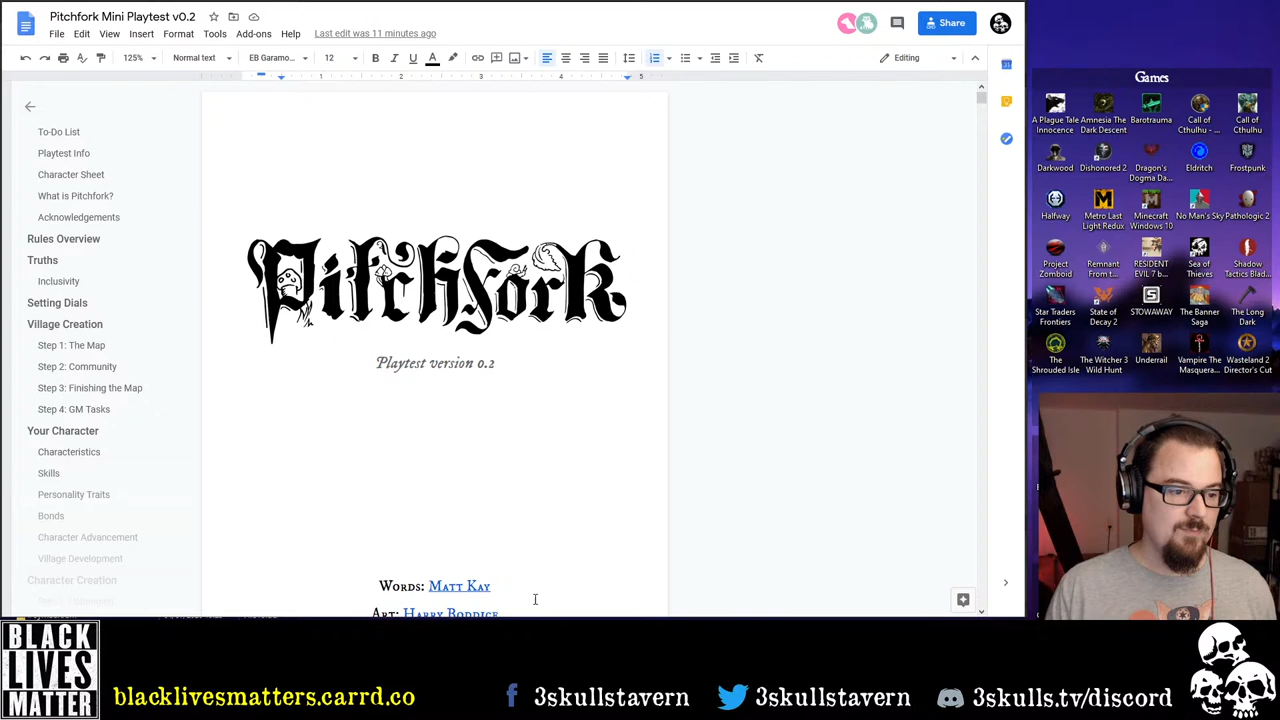 Pitchfork Mini Playtest v0.2
File Edit View Insert Format Tools Add-ons Help Last edit was 11 minutes ago
Share
125% Normal text EB Garamo... 12
Editing
1 2 3 4 5
To-Do List
Playtest Info
Character Sheet
What is Pitchfork?
Acknowledgements
Rules Overview
Truths
Inclusivity
Setting Dials
Village Creation
Step 1: The Map
Step 2: Community
Step 3: Finishing the Map
Step 4: GM Tasks
Your Character
Characteristics
Skills
Personality Traits
Bonds
Character Advancement
Village Development
Character Creation
Pitchfork
Playtest version 0.2
Words: Matt Kay
Art: Harry Boddice
Games
A Plague Tale Innocence
Amnesia The Dark Descent
Barotrauma
Call of Cthulhu - ...
Call of Cthulhu
Darkwood
Dishonored 2
Dragon's Dogma Da...
Eldritch
Frostpunk
Halfway
Metro Last Light Redux
Minecraft Windows 10
No Man's Sky
Pathologic 2
Project Zomboid
Remnant From t...
RESIDENT EVIL 7 b...
Sea of Thieves
Shadow Tactics Blad...
Star Traders Frontiers
State of Decay 2
STOWAWAY
The Banner Saga
The Long Dark
The Shrouded Isle
The Witcher 3 Wild Hunt
Underrail
Vampire The Masquera...
Wasteland 2 Director's Cut
BLACK
LIVES
MATTER
blacklivesmatters.carrd.co
3skullstavern
3skullstavern
3skulls.tv/discord